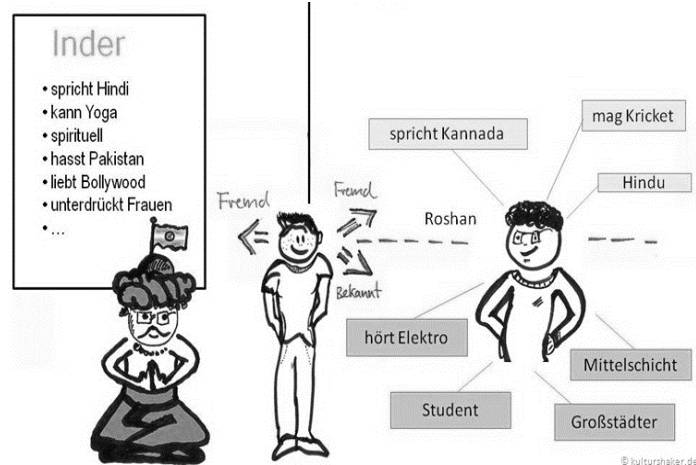 Inder
• spricht Hindi
• kann Yoga
• spirituell
• hasst Pakistan
• liebt Bollywood
• unterdrückt Frauen
• ...
Fremd
Fremd
Bekannt
Roshan
spricht Kannada
mag Kricket
Hindu
hört Elektro
Mittelschicht
Student
Großstädter
© kulturshaker.de